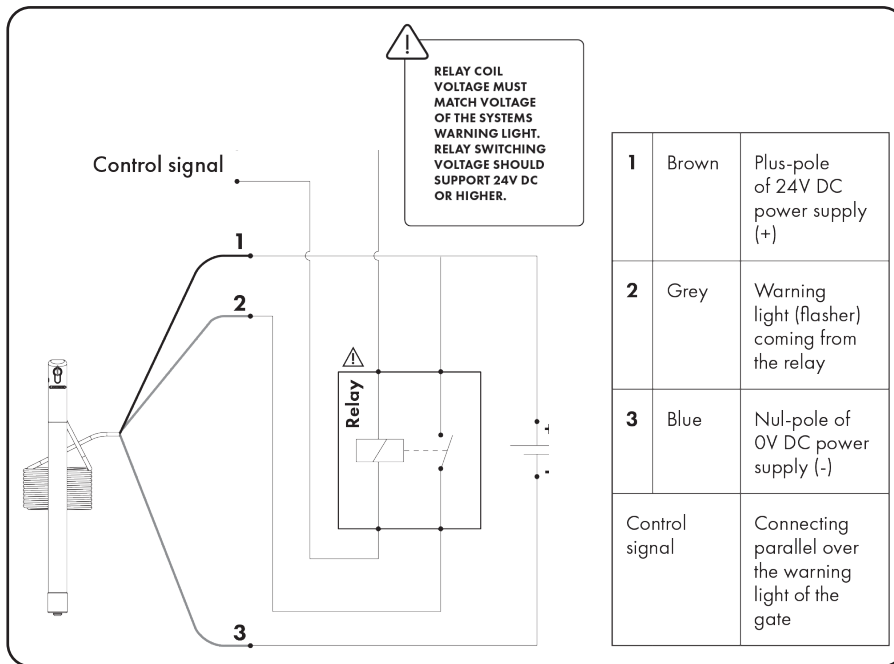 RELAY COIL
VOLTAGE MUST
MATCH VOLTAGE
OF THE SYSTEMS
WARNING LIGHT.
RELAY SWITCHING
VOLTAGE SHOULD
SUPPORT 24V DC
OR HIGHER.
Control signal
1
2
Relay
3
1 Brown Plus-pole
of 24V DC
power supply
(+)
2 Grey Warning
light (flasher)
coming from
the relay
3 Blue Nul-pole of
0V DC power
supply (-)
Control Connecting
signal parallel over
the warning
light of the
gate